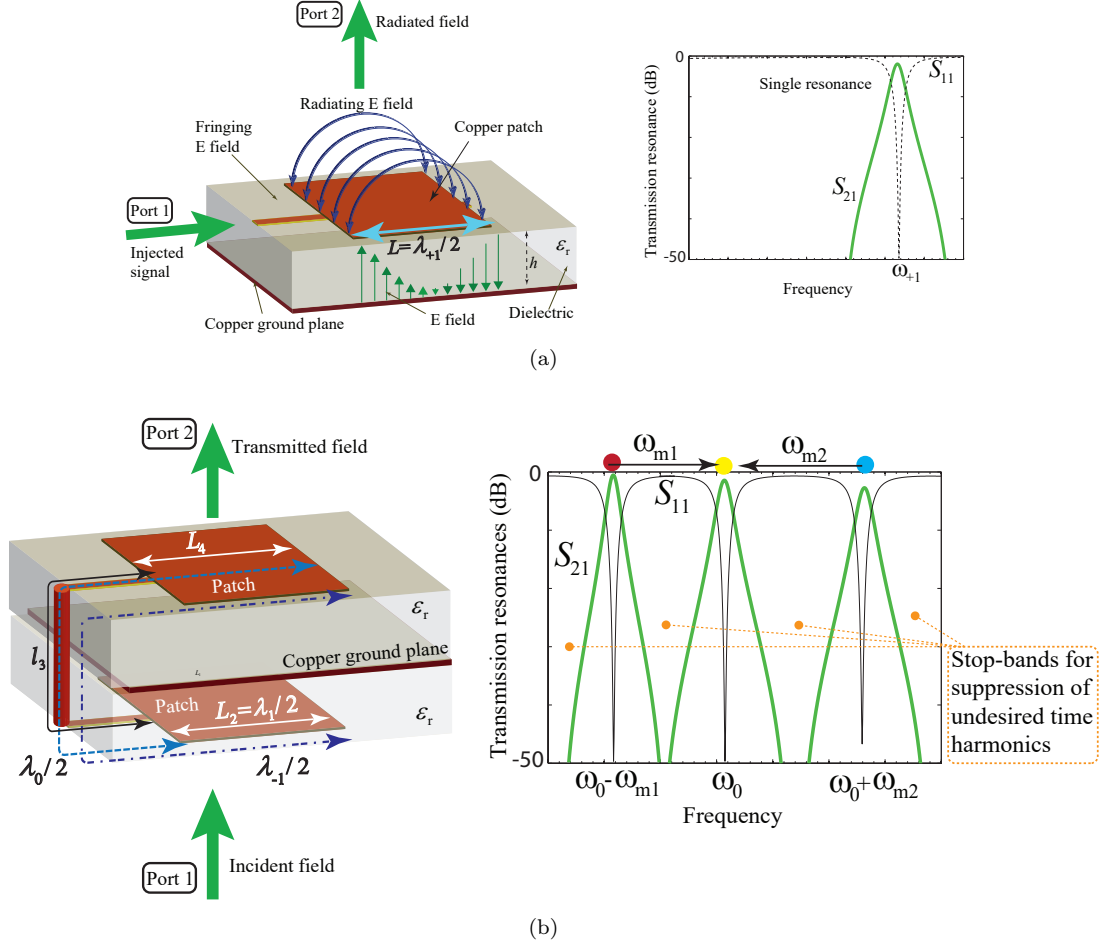 Port 2
Radiated field
Radiating E field
Fringing
E field
Copper patch
Port 1
Injected
signal
L=λ+1/2
h
εr
Copper ground plane
E field
Dielectric
Transmission resonance (dB)
0
-50
Single resonance
S11
S21
ω+1
Frequency
(a)
Port 2
Transmitted field
L4
Patch
εr
l3
Copper ground plane
Patch
L2=λ1/2
εr
λ0/2
λ-1/2
Port 1
Incident field
ωm1
ωm2
Transmission resonances (dB)
0
-50
S11
S21
Stop-bands for
suppression of
undesired time
harmonics
ω0-ωm1
ω0
ω0+ωm2
Frequency
(b)